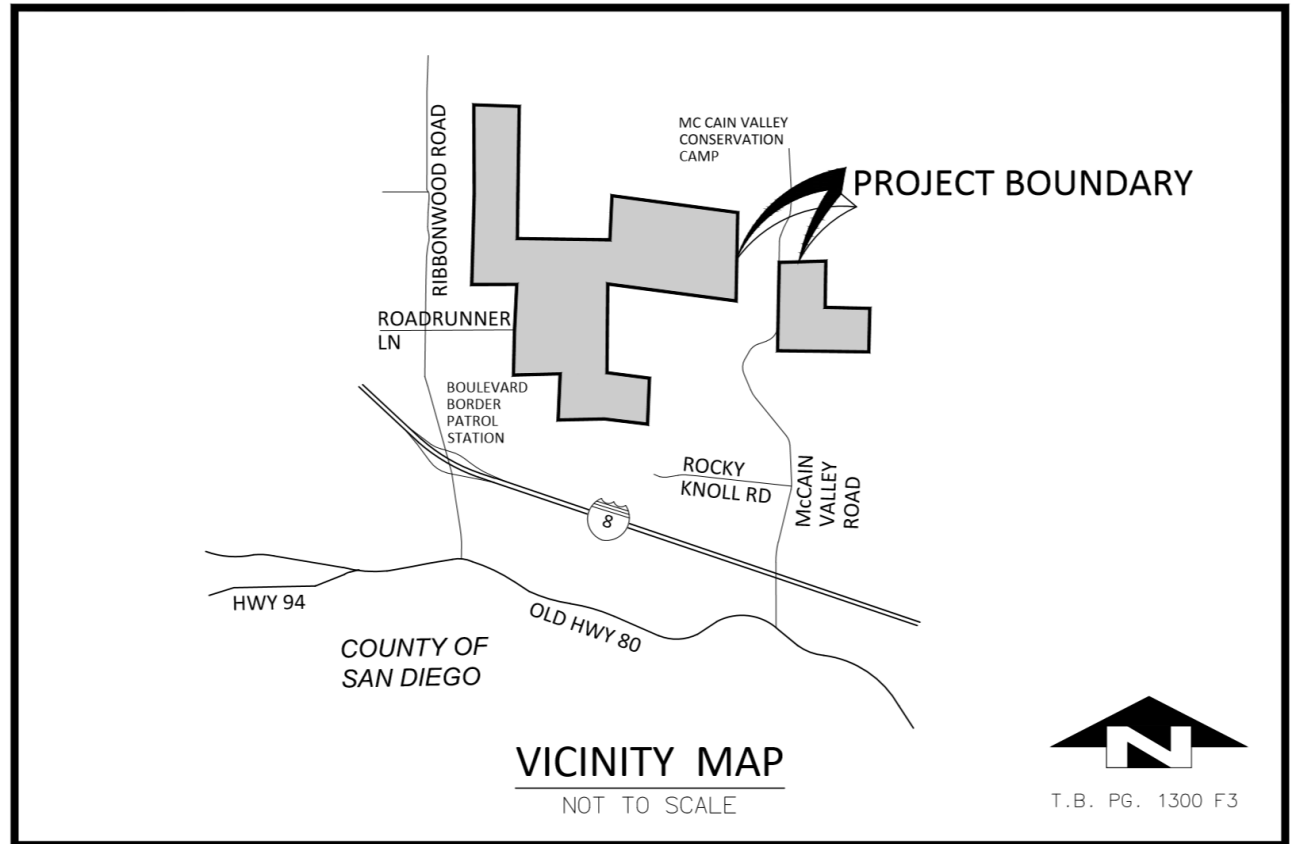 RIBBONWOOD ROAD
MC CAIN VALLEY
CONSERVATION
CAMP
PROJECT BOUNDARY
ROADRUNNER
LN
BOULEVARD
BORDER
PATROL
STATION
ROCKY
KNOLL RD
McCAIN
VALLEY
ROAD
8
HWY 94
OLD HWY 80
COUNTY OF
SAN DIEGO
VICINITY MAP
NOT TO SCALE
N
T.B. PG. 1300 F3